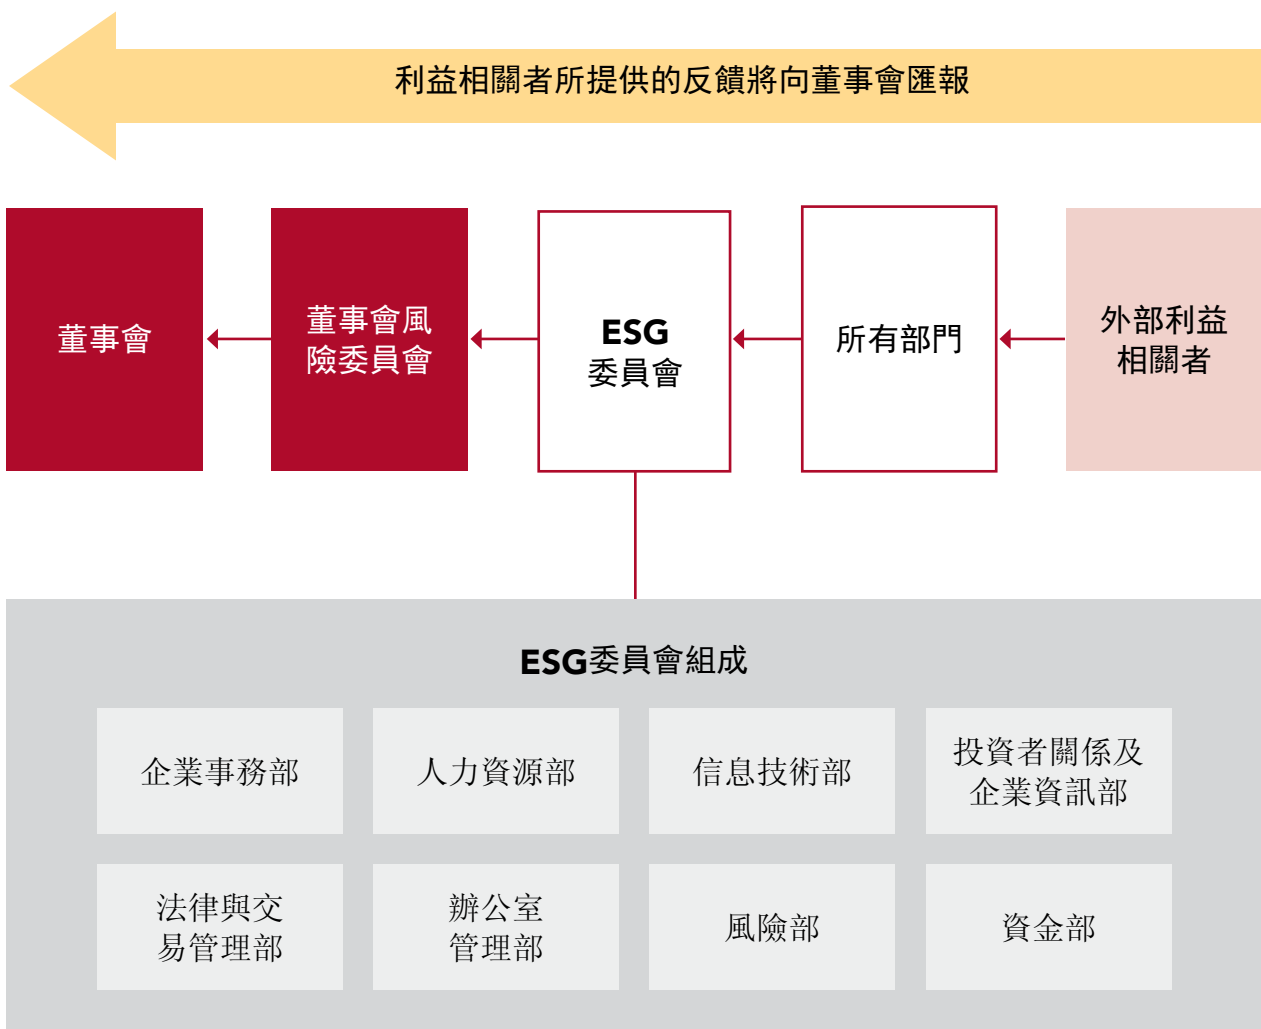 利益相關者所提供的反饋將向董事會匯報
董事會
董事會風
險委員會
ESG
委員會
所有部門
外部利益
相關者
ESG委員會組成
企業事務部
人力資源部
信息技術部
投資者關係及
企業資訊部
法律與交
易管理部
辦公室
管理部
風險部
資金部